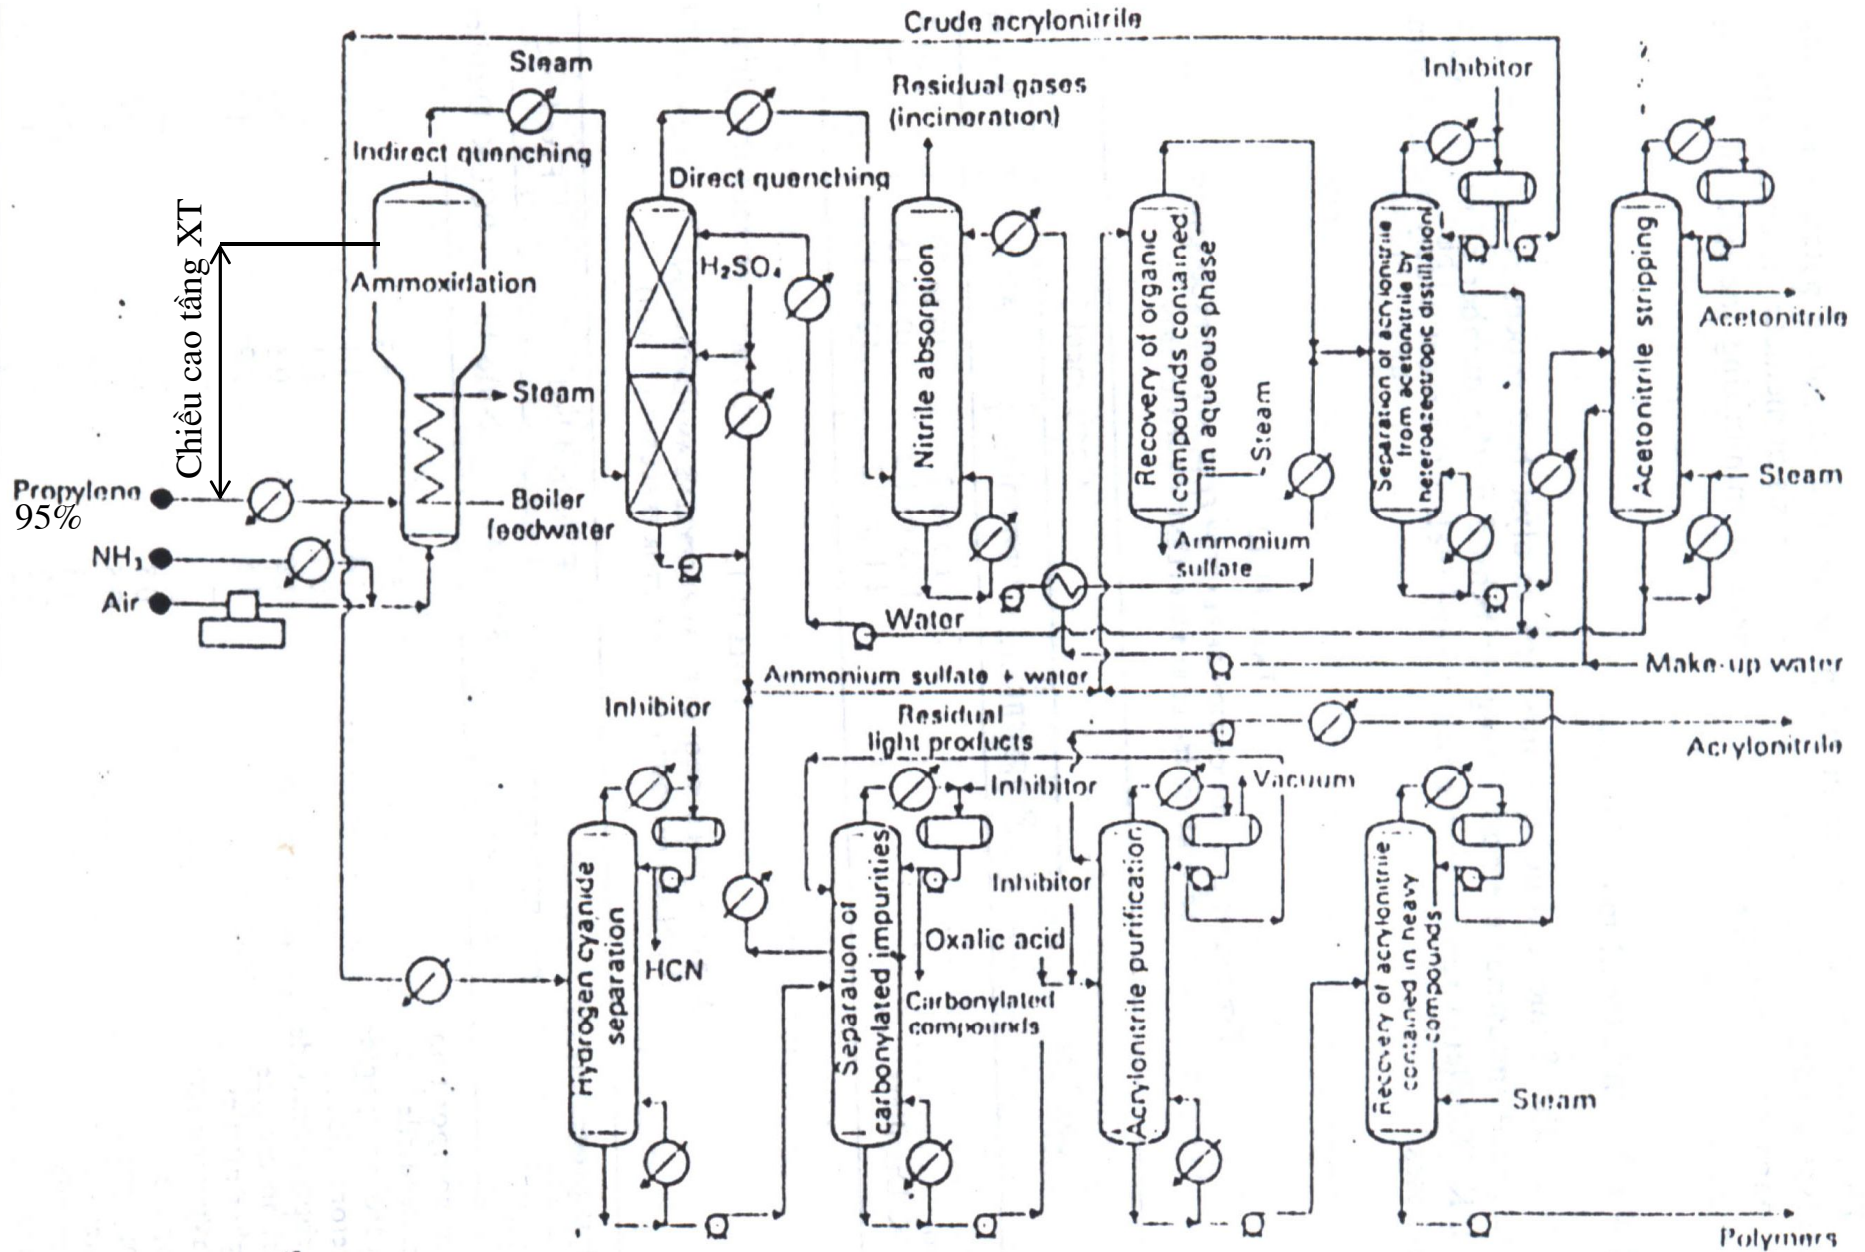 Crude acrylonitrile
Steam
Inhibitor
Residual gases
(incineration)
Indirect quenching
Direct quenching
Chiều cao tầng XT
Ammoxidation
H₂SO₄
Nitrile absorption
Recovery of organic
compounds contained
in aqueous phase
Steam
Separation of acrylonitrile
from acetonitrile by
heteroazeotropic distillation
Acetonitrile stripping
Acetonitrile
Steam
Propylene
95%
Boiler
feedwater
Steam
NH₃
Air
Ammonium
sulfate
Water
Make-up water
Ammonium sulfate + water
Inhibitor
Residual
light products
Acrylonitrile
Inhibitor
Vacuum
Hydrogen cyanide
separation
HCN
Separation of
carbonylated impurities
Inhibitor
Oxalic acid
Carbonylated
compounds
Acrylonitrile purification
Recovery of acrylonitrile
contained in heavy
compounds
Steam
Polymers